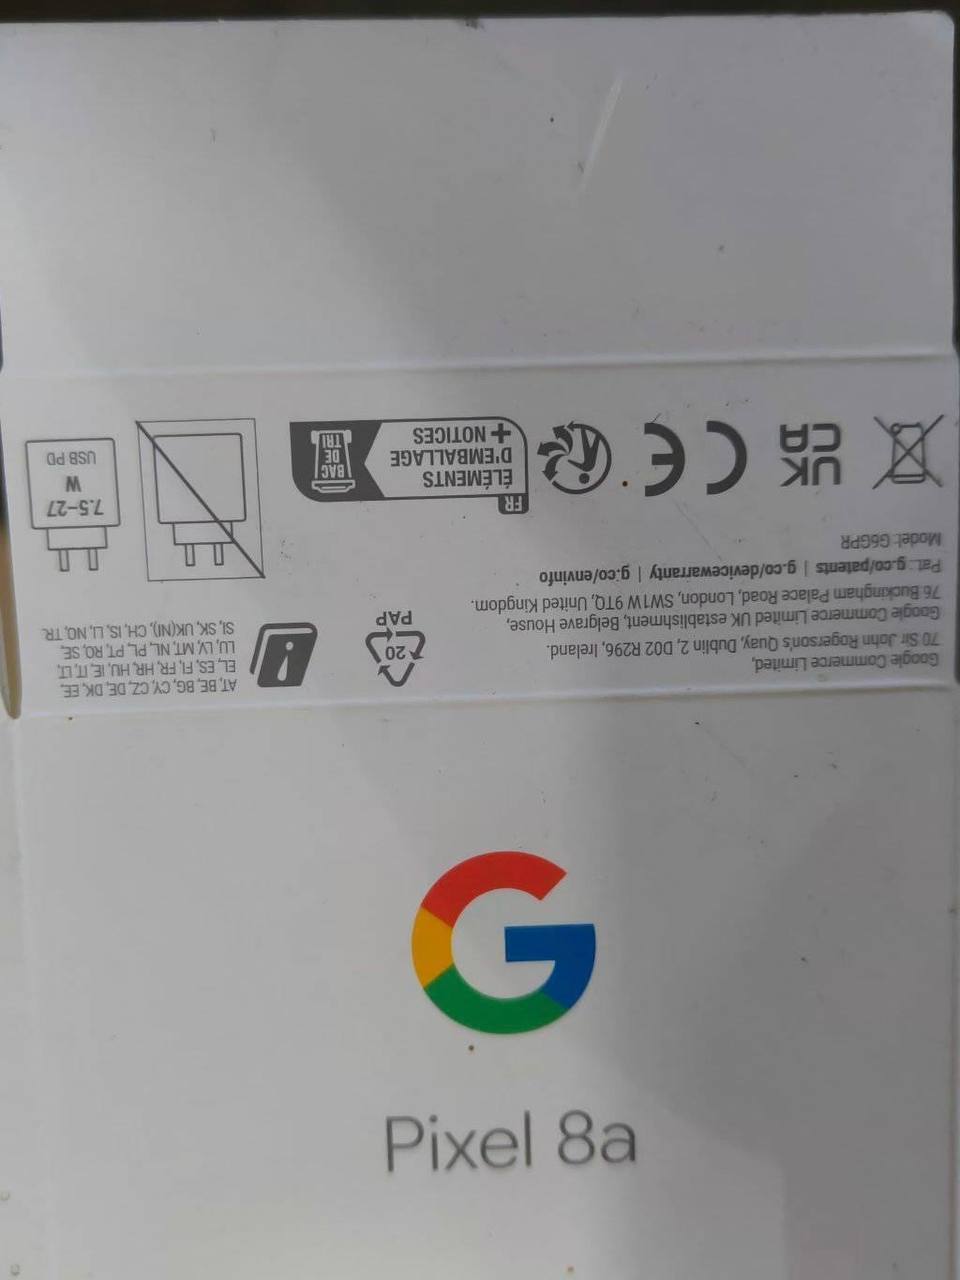 Pixel 8a
Google Commerce Limited,
70 Sir John Rogerson's Quay, Dublin 2, D02 R296, Ireland.
Google Commerce Limited UK establishment, Belgrave House,
76 Buckingham Palace Road, London, SW1W 9TQ, United Kingdom.
Pat.: g.co/patents | g.co/devicewarranty | g.co/envinfo
Model: G6GPR
20
PAP
AT, BE, BG, CY, CZ, DE, DK, EE,
EL, ES, FI, FR, HR, HU, IE, IT, LT,
LU, LV, MT, NL, PL, PT, RO, SE,
SI, SK, UK(NI), CH, IS, LI, NO, TR.
UK
CA
CE
FR
ÉLÉMENTS
D'EMBALLAGE
+ NOTICES
BAC
DE
TRI
7.5–27
W
USB PD